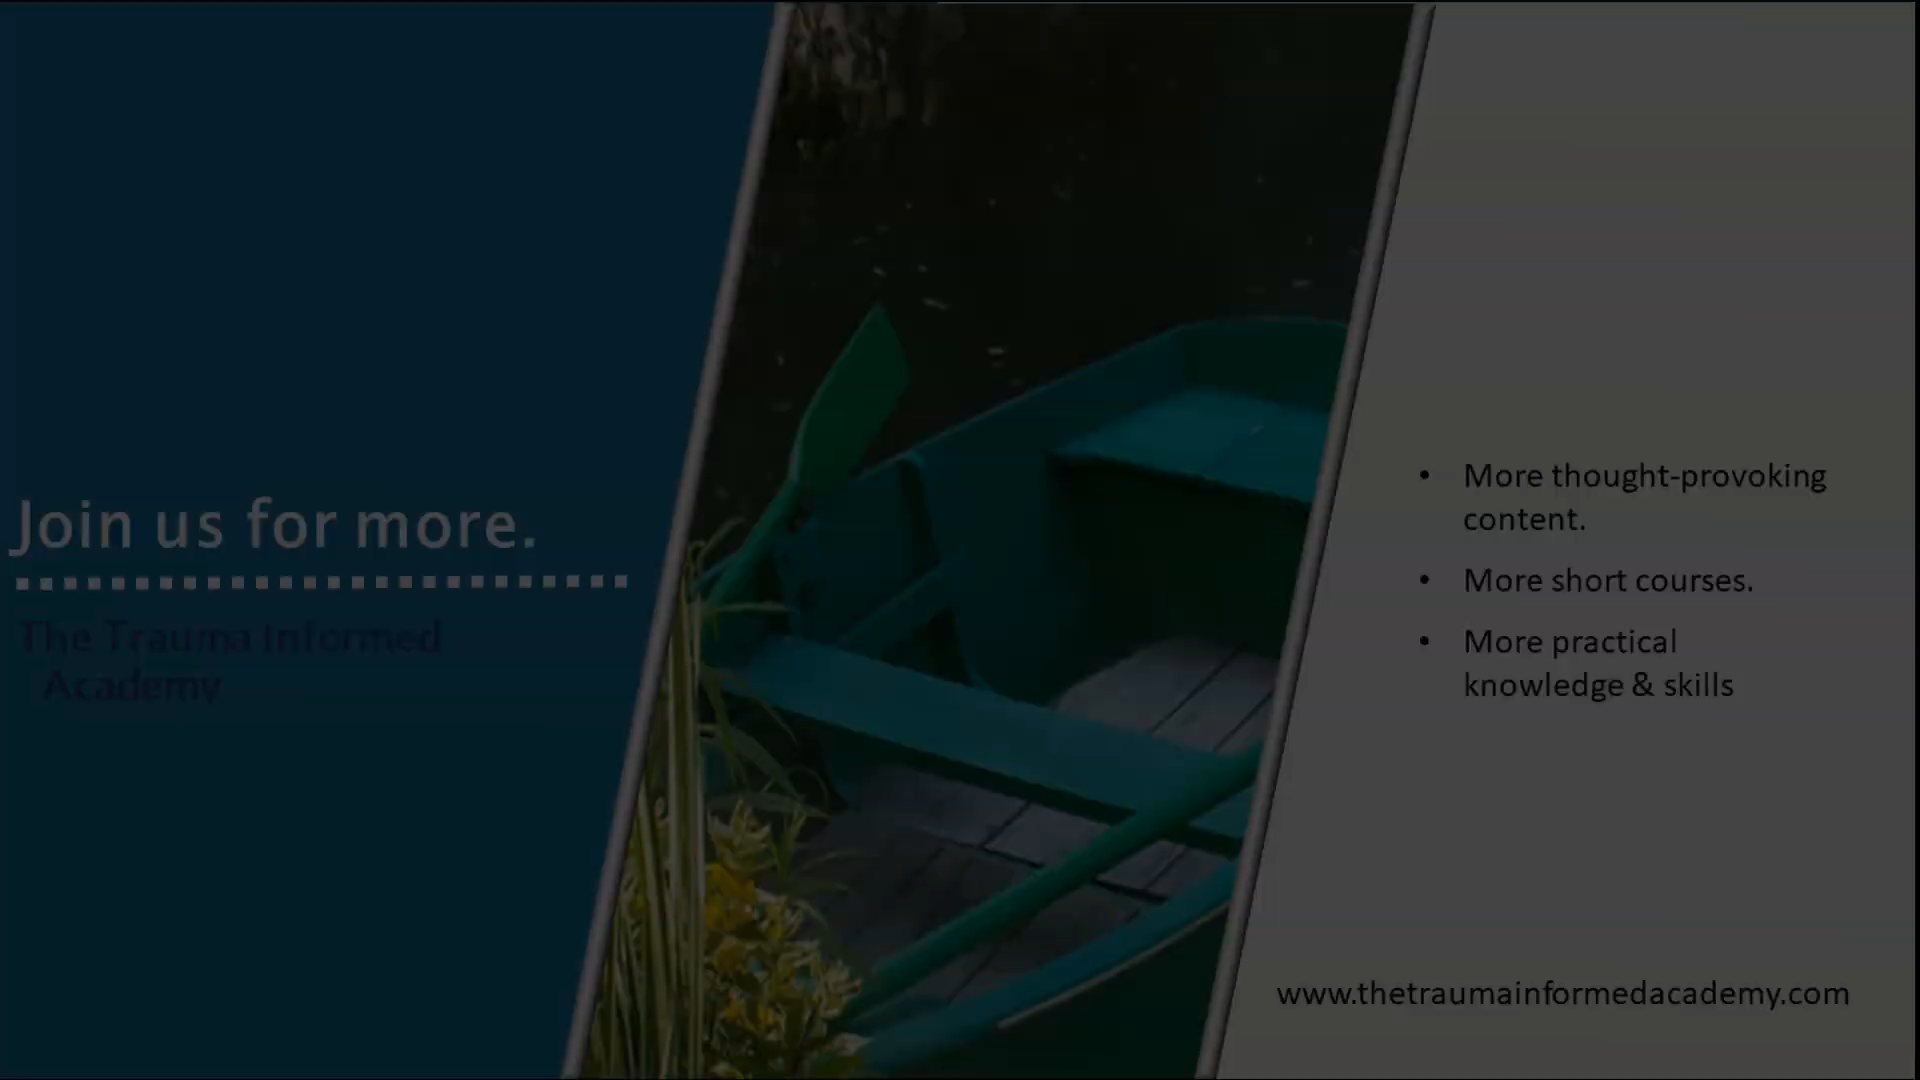 Join us for more.
The Trauma Informed
Academy
• More thought-provoking
content.
• More short courses.
• More practical
knowledge & skills
www.thetraumainformedacademy.com